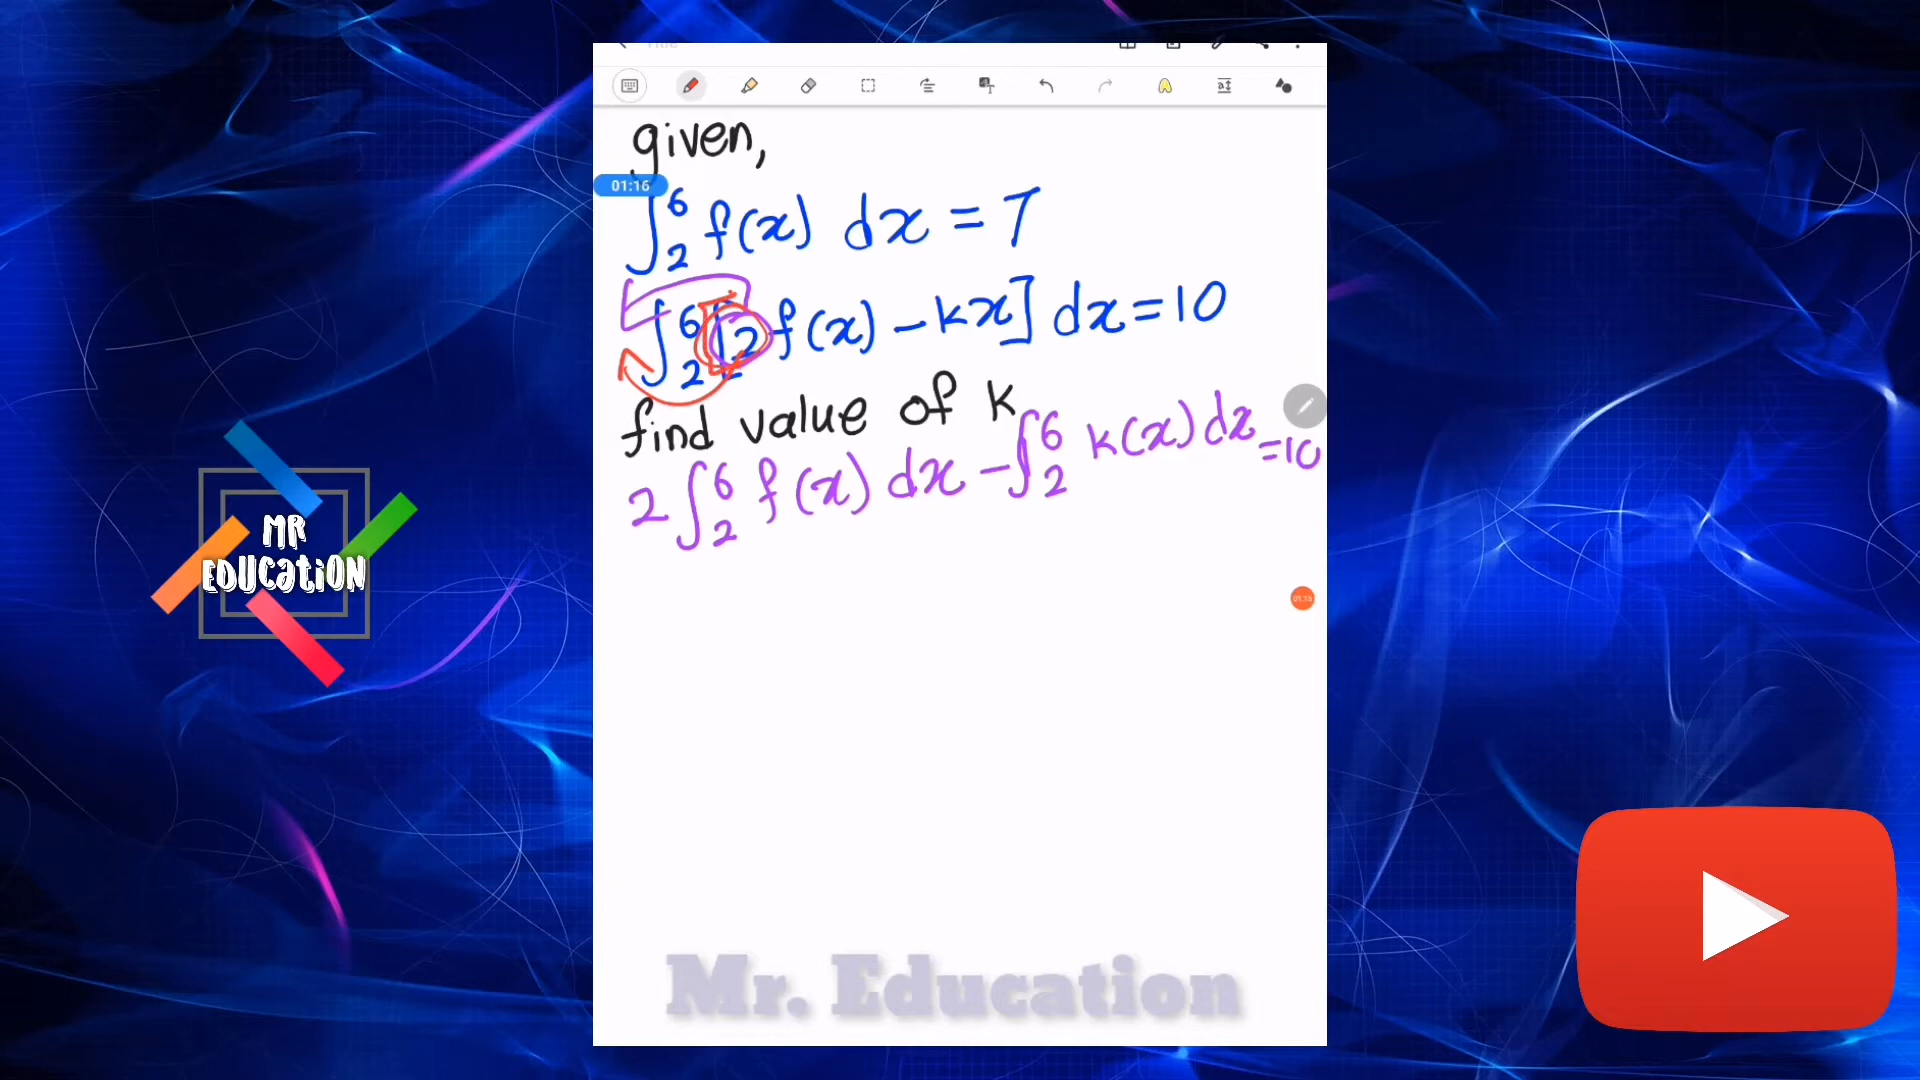 given,
01:16
∫₂⁶ f(x) dx = 7
∫₂⁶ [2f(x) - kx] dx = 10
find value of k
2∫₂⁶ f(x) dx - ∫₂⁶ k(x) dx = 10
MR
EDUCATION
Mr. Education